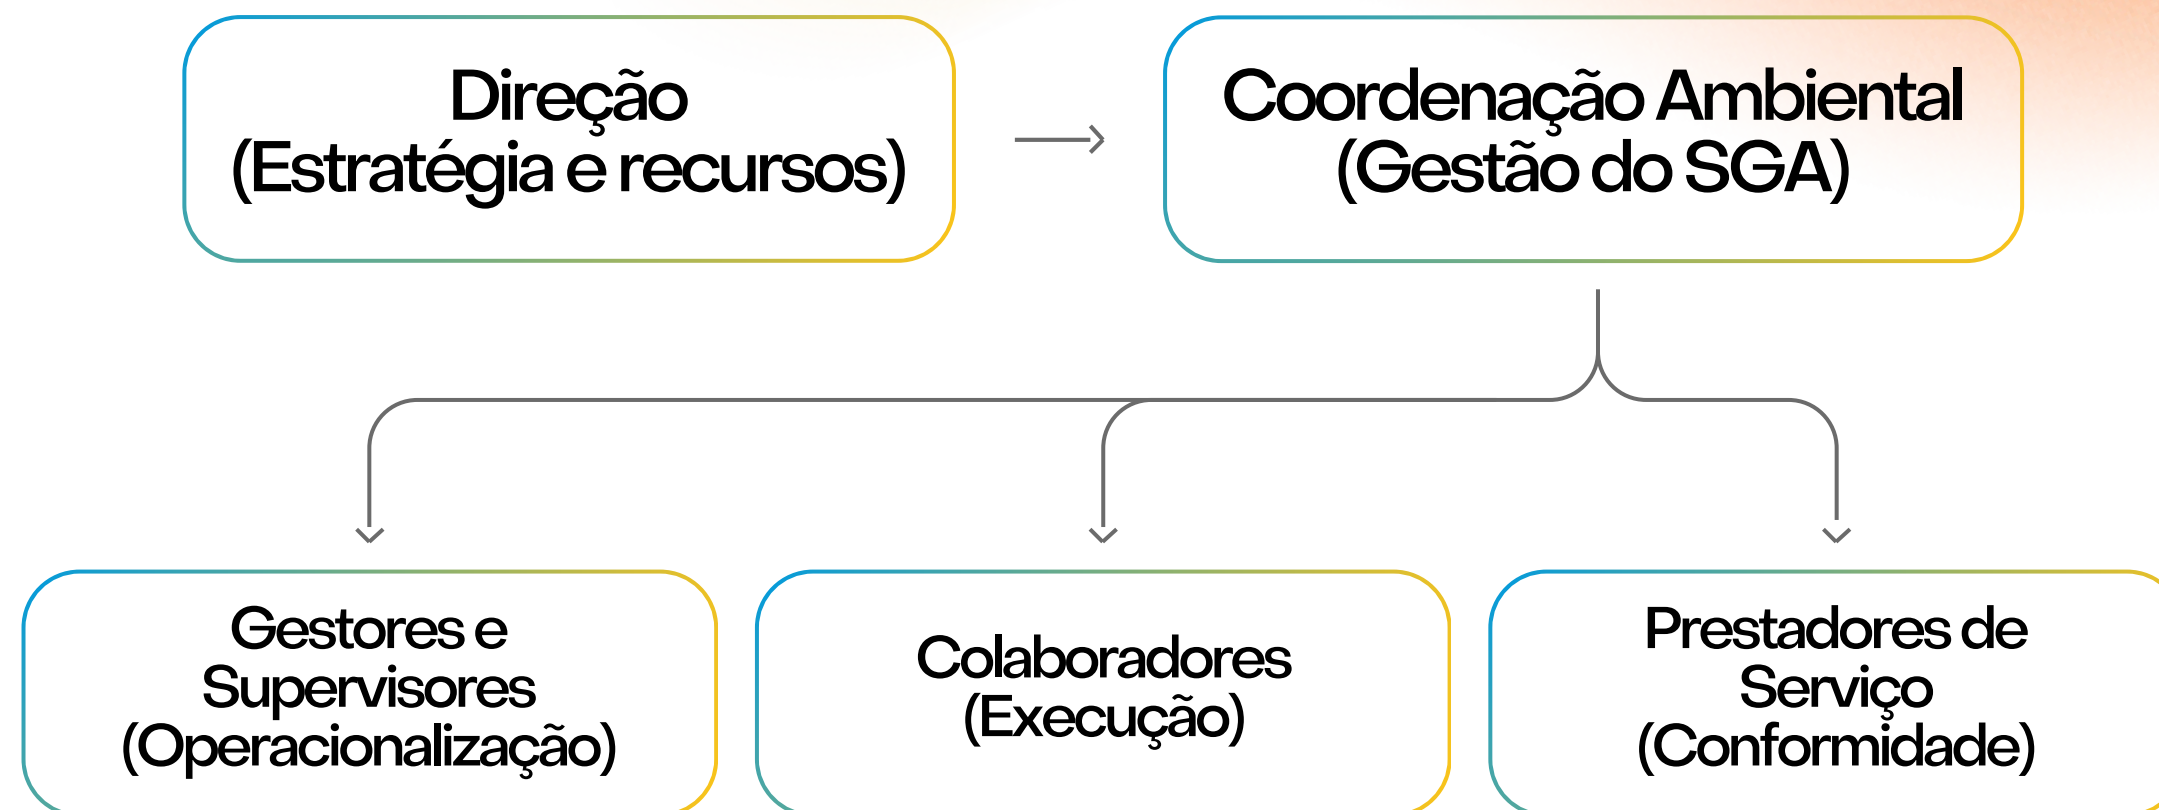 Direção
(Estratégia e recursos)
Coordenação Ambiental
(Gestão do SGA)
Gestores e
Supervisores
(Operacionalização)
Colaboradores
(Execução)
Prestadores de
Serviço
(Conformidade)